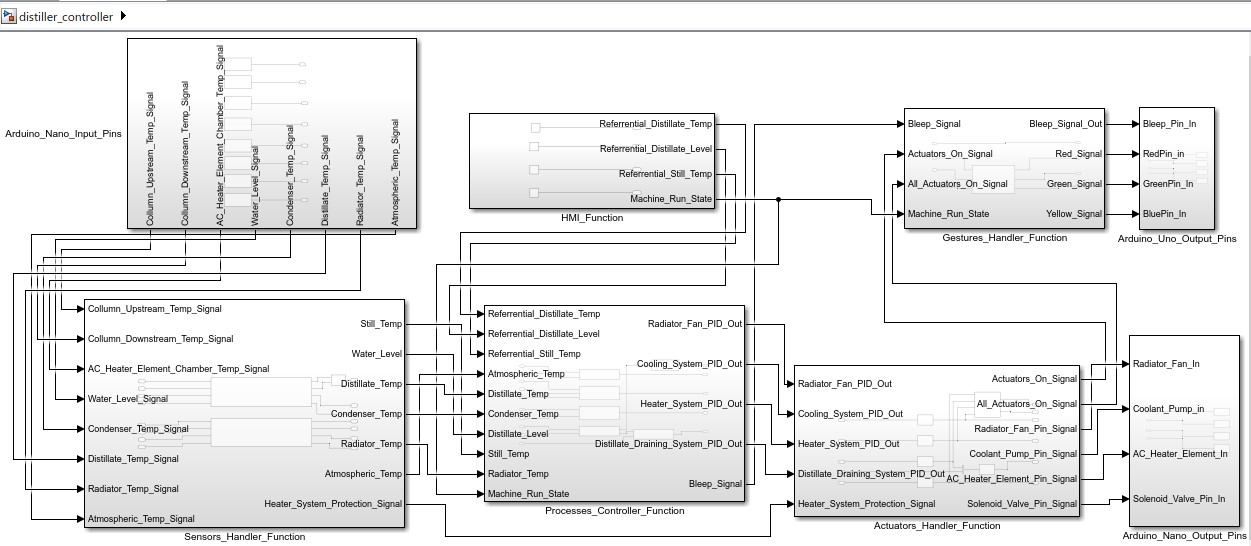 distiller_controller
Arduino_Nano_Input_Pins
Collumn_Upstream_Temp_Signal
Column_Downstream_Temp_Signal
AC_Heater_Element_Chamber_Temp_Signal
Water_Level_Signal
Condenser_Temp_Signal
Distillate_Temp_Signal
Radiator_Temp_Signal
Atmospheric_Temp_Signal
Referrential_Distillate_Temp
Referrential_Distillate_Level
Referrential_Still_Temp
Machine_Run_State
HMI_Function
Bleep_Signal
Actuators_On_Signal
All_Actuators_On_Signal
Machine_Run_State
Bleep_Signal_Out
Red_Signal
Green_Signal
Yellow_Signal
Gestures_Handler_Function
Bleep_Pin_In
RedPin_in
GreenPin_In
BluePin_In
Arduino_Uno_Output_Pins
Collumn_Upstream_Temp_Signal
Column_Downstream_Temp_Signal
AC_Heater_Element_Chamber_Temp_Signal
Water_Level_Signal
Condenser_Temp_Signal
Distillate_Temp_Signal
Radiator_Temp_Signal
Atmospheric_Temp_Signal
Still_Temp
Water_Level
Distillate_Temp
Condenser_Temp
Radiator_Temp
Atmospheric_Temp
Heater_System_Protection_Signal
Sensors_Handler_Function
Referrential_Distillate_Temp
Referrential_Distillate_Level
Referrential_Still_Temp
Atmospheric_Temp
Distillate_Temp
Condenser_Temp
Distillate_Level
Still_Temp
Radiator_Temp
Machine_Run_State
Radiator_Fan_PID_Out
Cooling_System_PID_Out
Heater_System_PID_Out
Distillate_Draining_System_PID_Out
Bleep_Signal
Processes_Controller_Function
Radiator_Fan_PID_Out
Cooling_System_PID_Out
Heater_System_PID_Out
Distillate_Draining_System_PID_Out
Heater_System_Protection_Signal
Actuators_On_Signal
All_Actuators_On_Signal
Radiator_Fan_Pin_Signal
Coolant_Pump_Pin_Signal
AC_Heater_Element_Pin_Signal
Solenoid_Valve_Pin_Signal
Actuators_Handler_Function
Radiator_Fan_In
Coolant_Pump_in
AC_Heater_Element_In
Solenoid_Valve_Pin_In
Arduino_Nano_Output_Pins